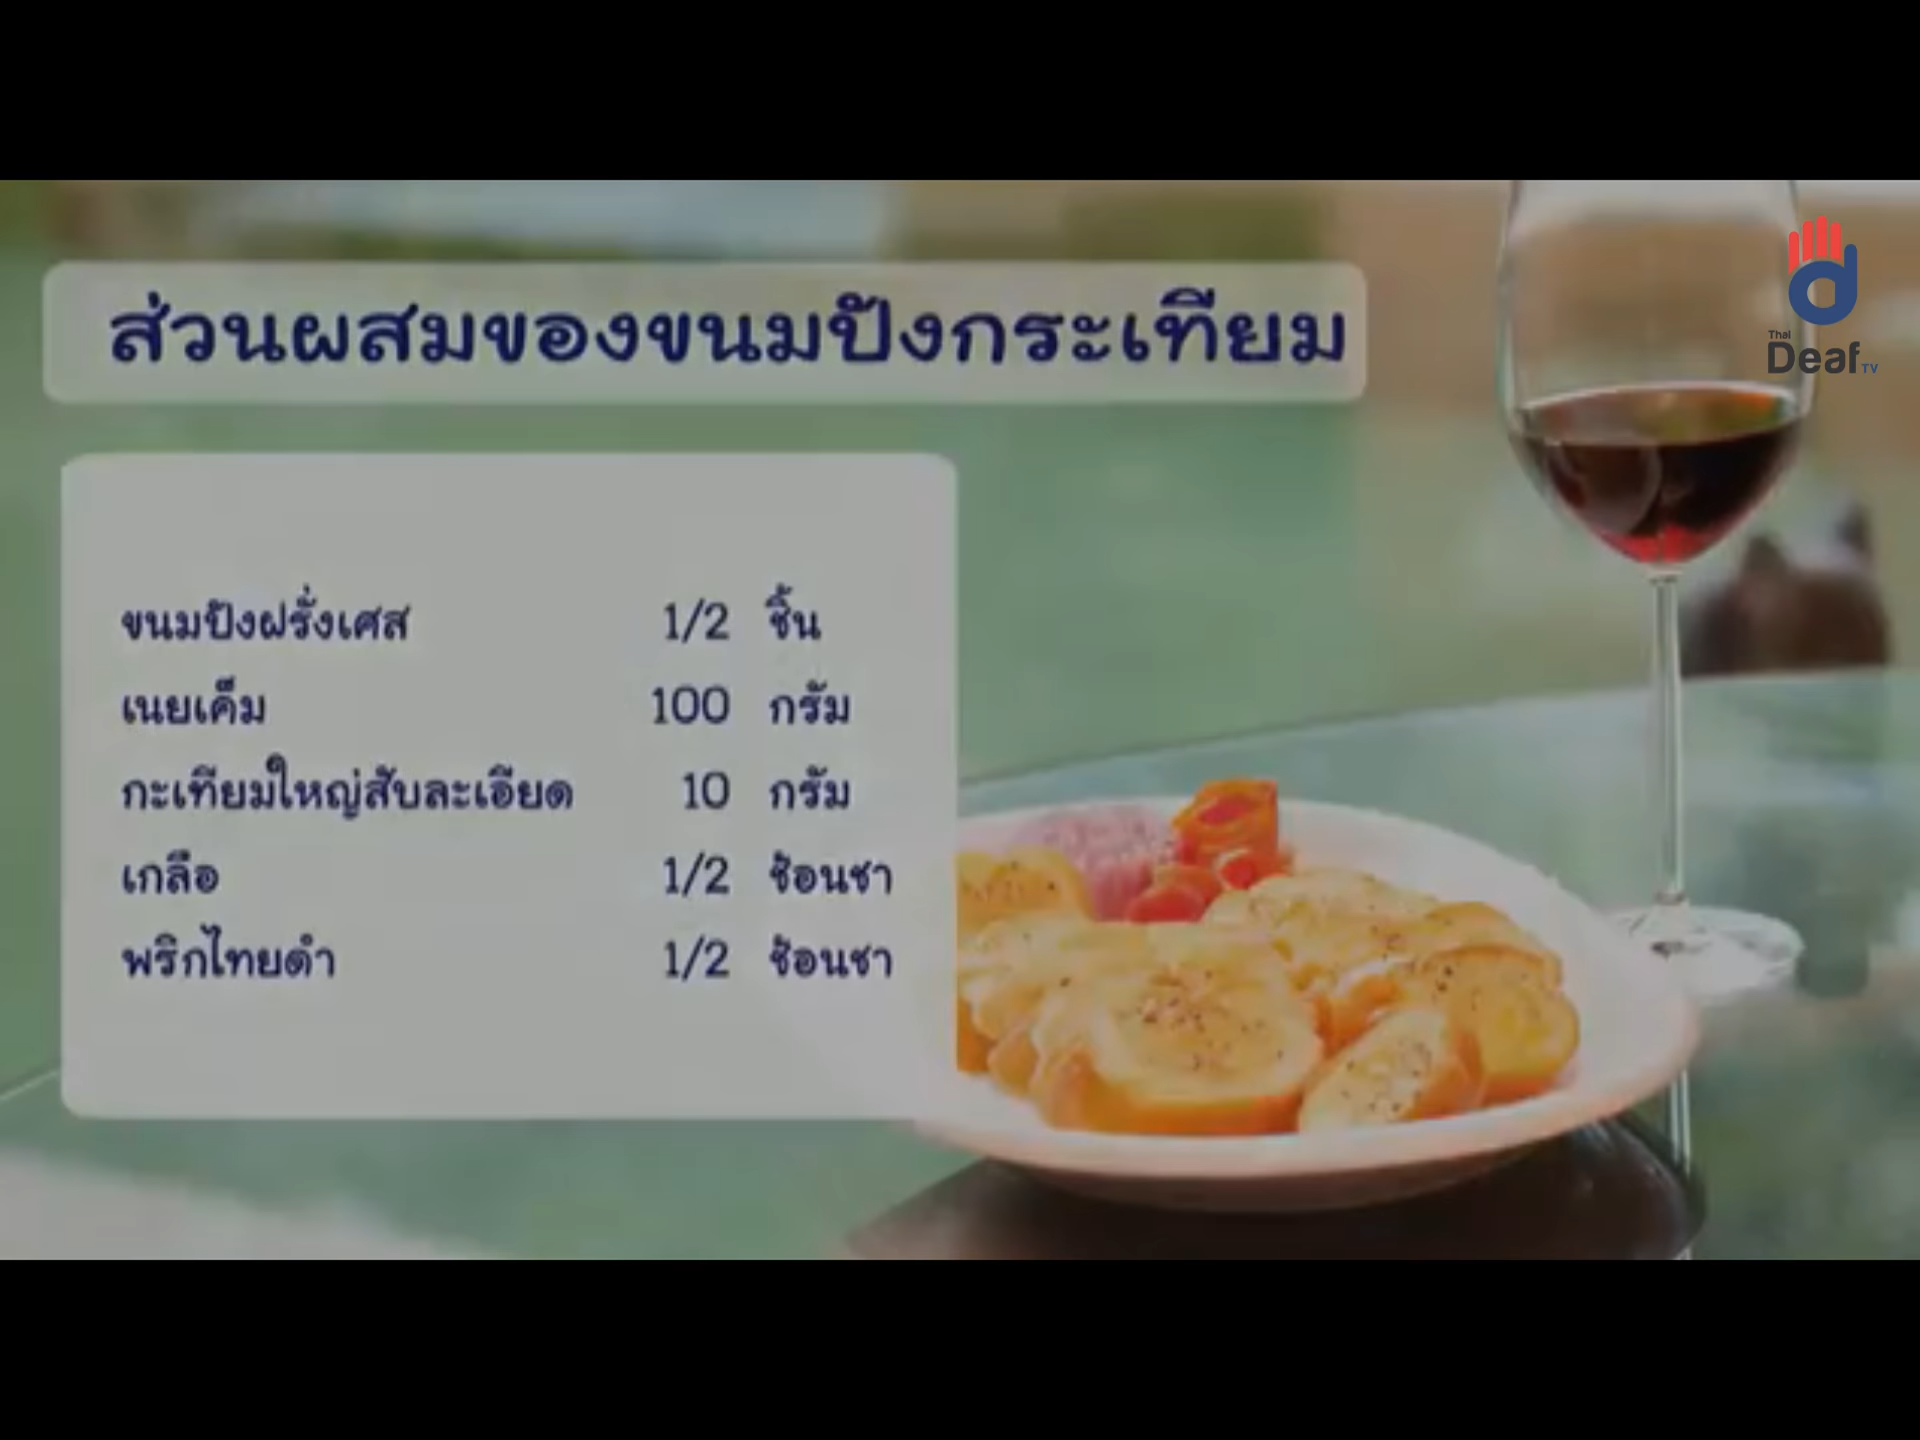 ส่วนผสมของขนมปังกระเทียม
ขนมปังฝรั่งเศส 1/2 ชิ้น
เนยเค็ม 100 กรัม
กะเทียมใหญ่สับละเอียด 10 กรัม
เกลือ 1/2 ช้อนชา
พริกไทยดำ 1/2 ช้อนชา
Thai
Deaf TV